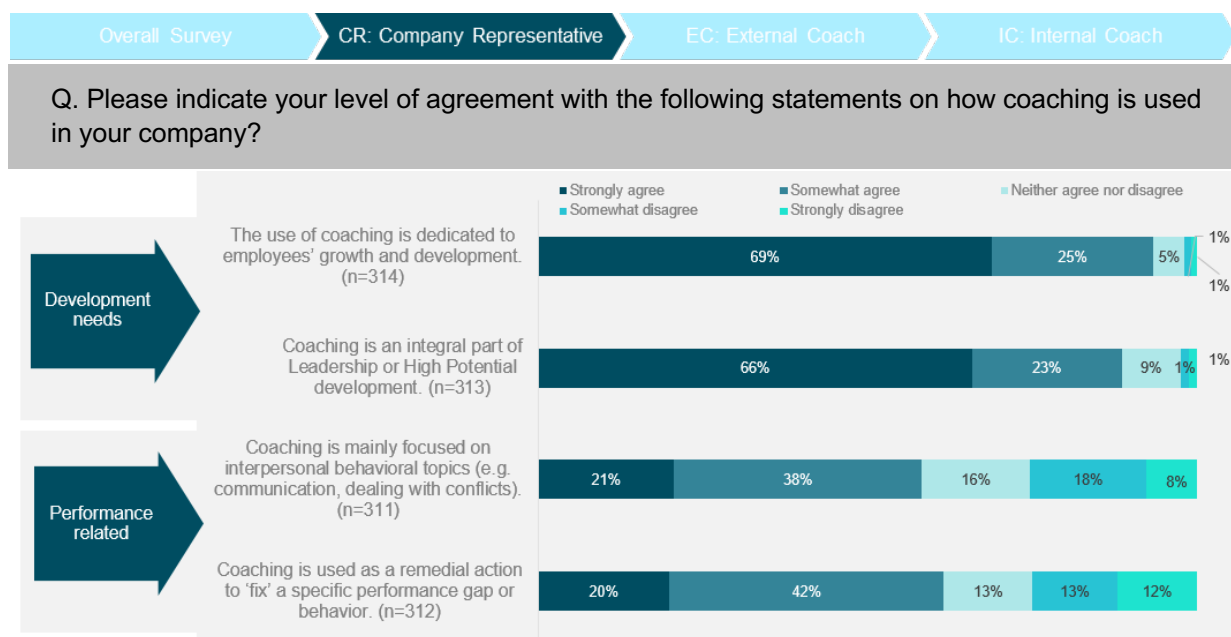 Overall Survey
CR: Company Representative
EC: External Coach
IC: Internal Coach
Q. Please indicate your level of agreement with the following statements on how coaching is used
in your company?
Strongly agree
Somewhat agree
Neither agree nor disagree
Somewhat disagree
Strongly disagree
Development
needs
The use of coaching is dedicated to
employees’ growth and development.
(n=314)
69%
25%
5%
1%
1%
Coaching is an integral part of
Leadership or High Potential
development. (n=313)
66%
23%
9%
1%
1%
Performance
related
Coaching is mainly focused on
interpersonal behavioral topics (e.g.
communication, dealing with conflicts).
(n=311)
21%
38%
16%
18%
8%
Coaching is used as a remedial action
to ‘fix’ a specific performance gap or
behavior. (n=312)
20%
42%
13%
13%
12%